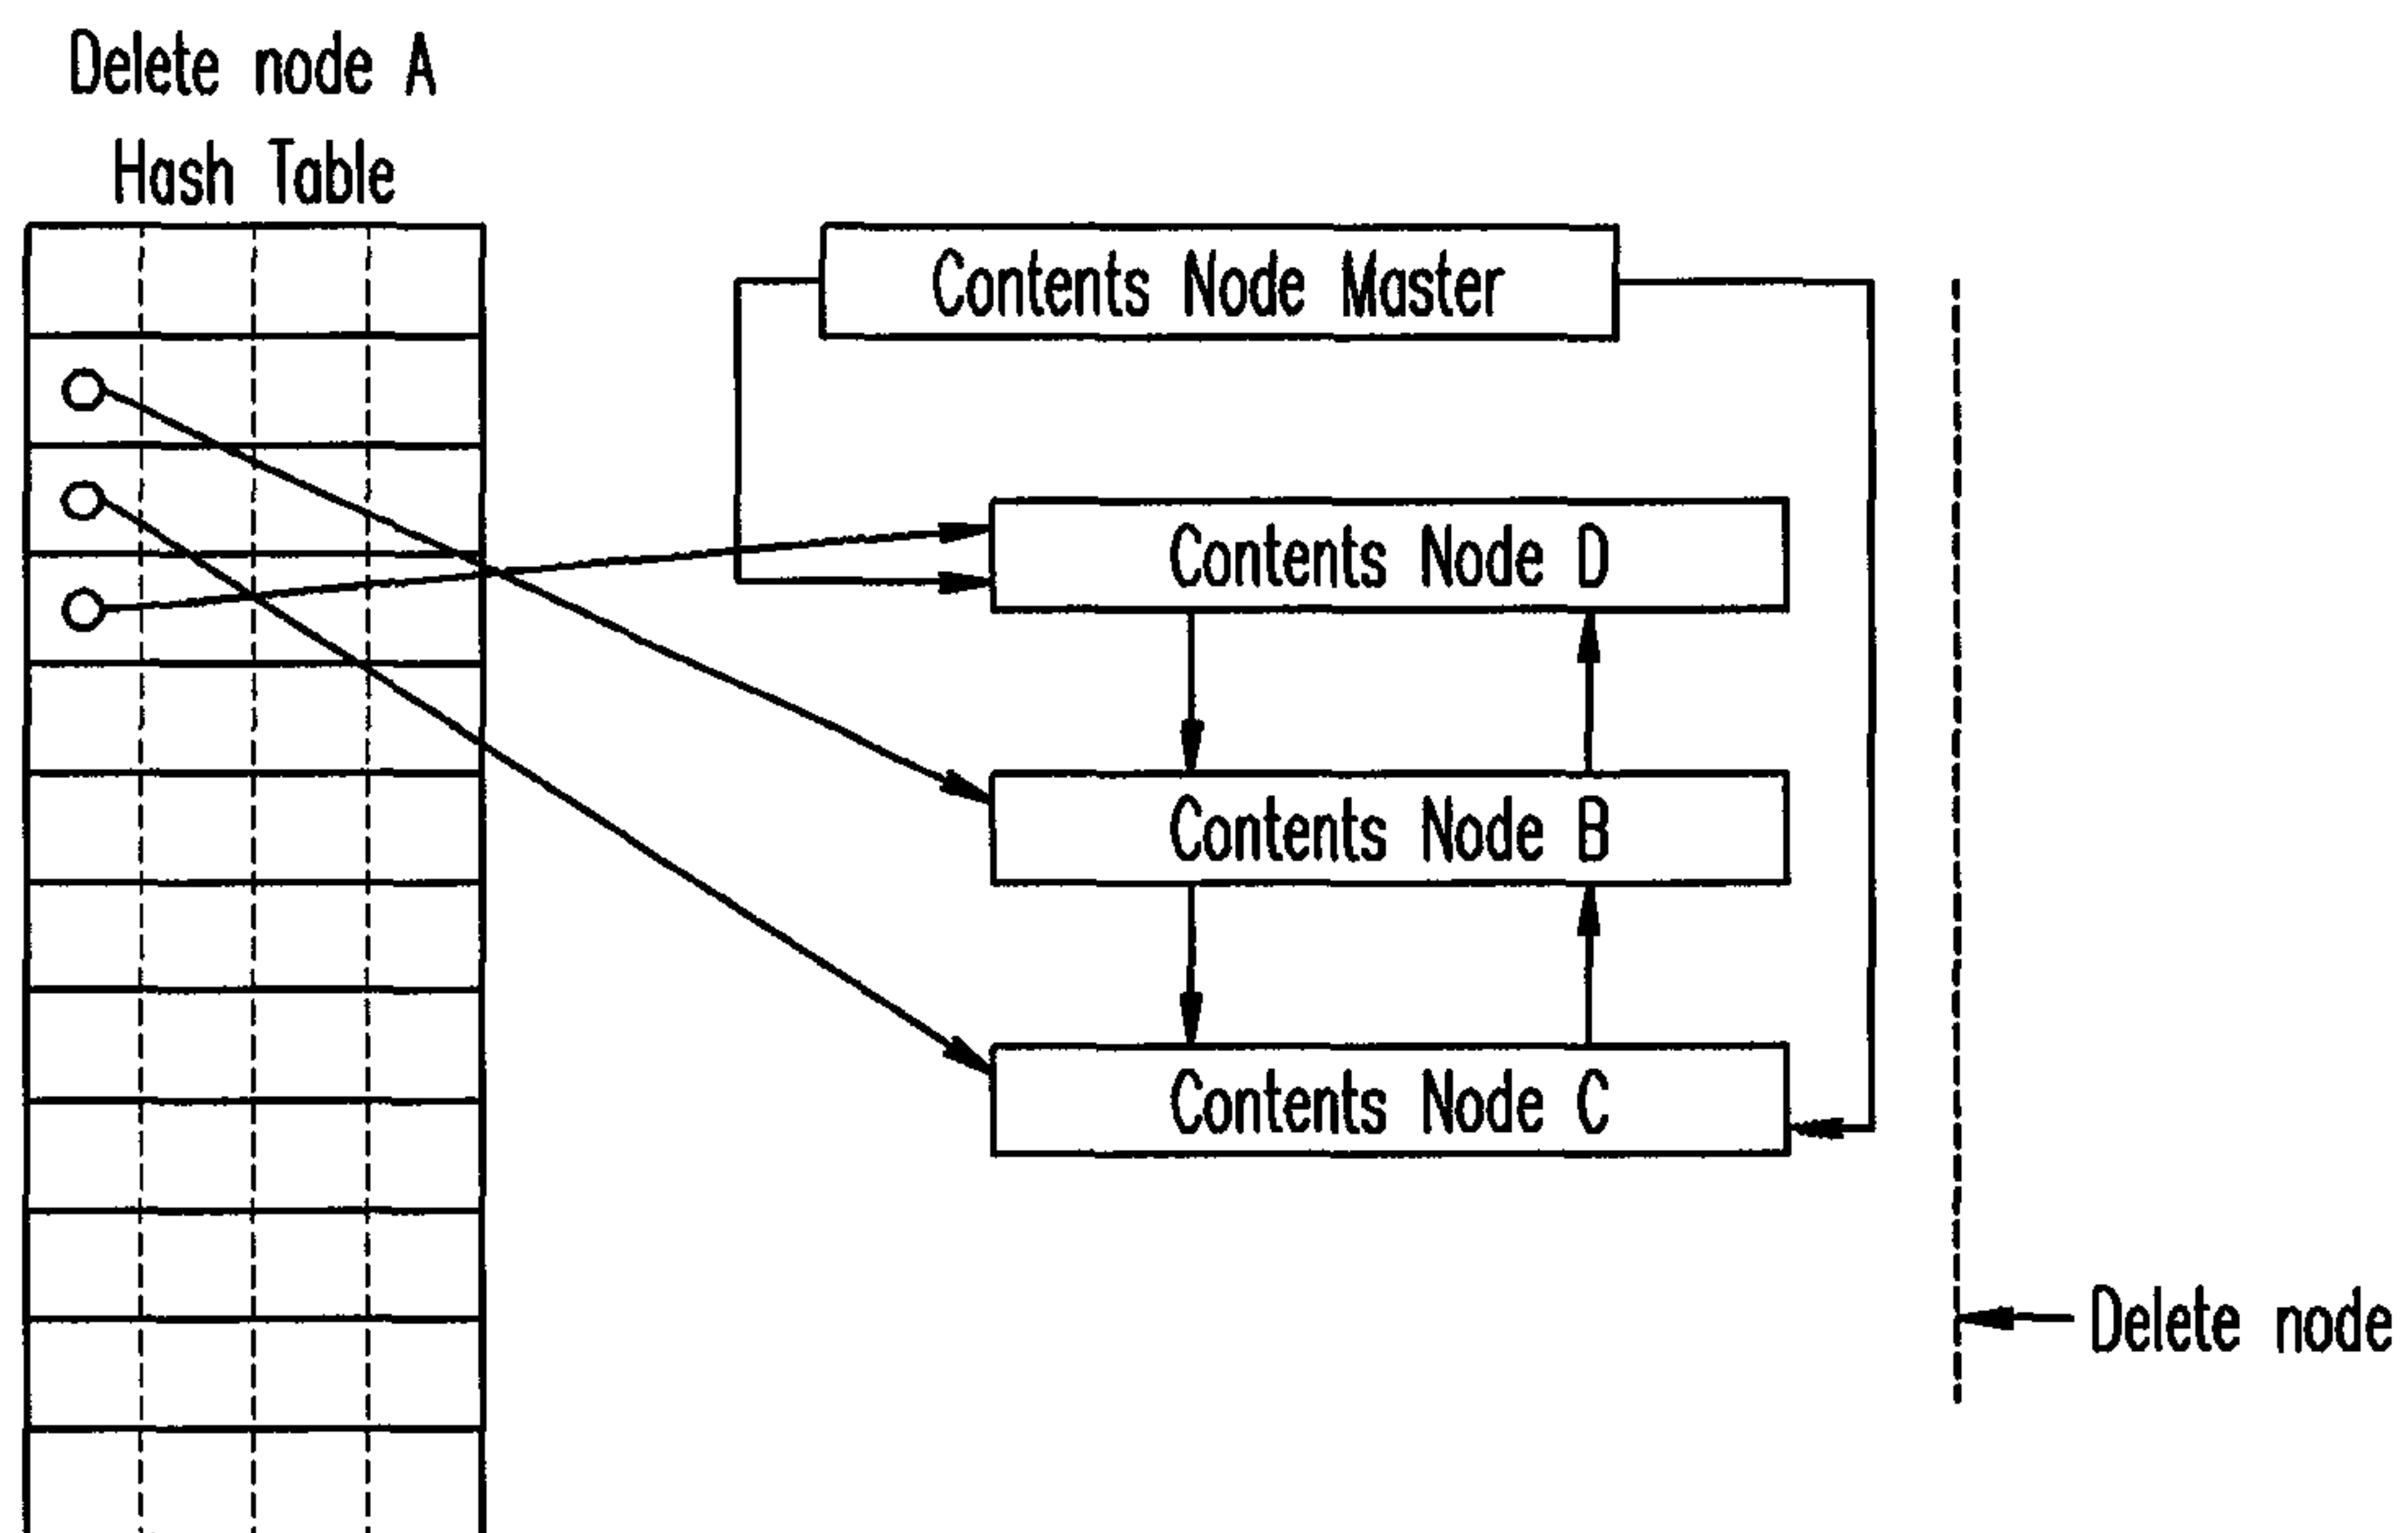 Delete node A
Hash Table
Contents Node Master
Contents Node D
Contents Node B
Contents Node C
Delete node